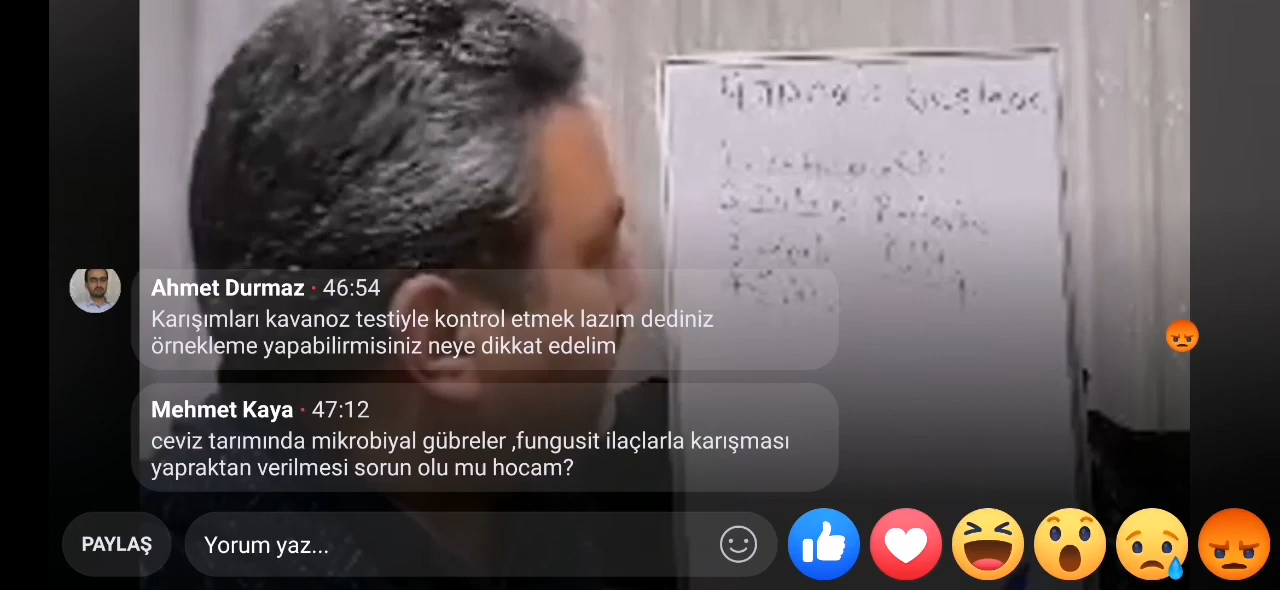 Ahmet Durmaz · 46:54
Karışımları kavanoz testiyle kontrol etmek lazım dediniz
örnekleme yapabilirmisiniz neye dikkat edelim
Mehmet Kaya · 47:12
ceviz tarımında mikrobiyal gübreler ,fungusit ilaçlarla karışması
yapraktan verilmesi sorun olu mu hocam?
PAYLAŞ
Yorum yaz...